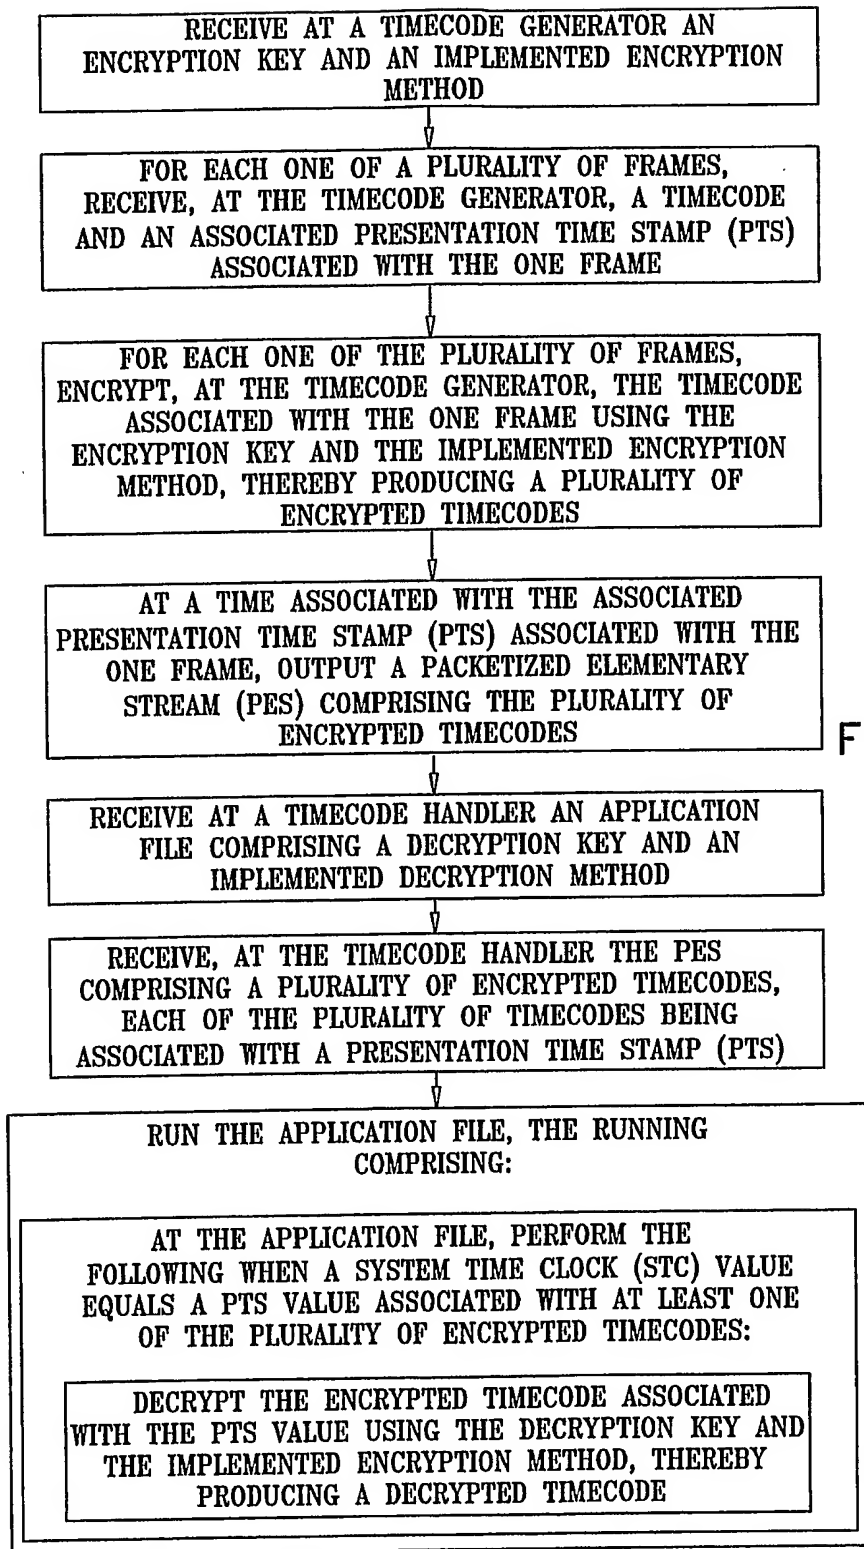 RECEIVE AT A TIMECODE GENERATOR AN
ENCRYPTION KEY AND AN IMPLEMENTED ENCRYPTION
METHOD
FOR EACH ONE OF A PLURALITY OF FRAMES,
RECEIVE, AT THE TIMECODE GENERATOR, A TIMECODE
AND AN ASSOCIATED PRESENTATION TIME STAMP (PTS)
ASSOCIATED WITH THE ONE FRAME
FOR EACH ONE OF THE PLURALITY OF FRAMES,
ENCRYPT, AT THE TIMECODE GENERATOR, THE TIMECODE
ASSOCIATED WITH THE ONE FRAME USING THE
ENCRYPTION KEY AND THE IMPLEMENTED ENCRYPTION
METHOD, THEREBY PRODUCING A PLURALITY OF
ENCRYPTED TIMECODES
AT A TIME ASSOCIATED WITH THE ASSOCIATED
PRESENTATION TIME STAMP (PTS) ASSOCIATED WITH THE
ONE FRAME, OUTPUT A PACKETIZED ELEMENTARY
STREAM (PES) COMPRISING THE PLURALITY OF
ENCRYPTED TIMECODES
F
RECEIVE AT A TIMECODE HANDLER AN APPLICATION
FILE COMPRISING A DECRYPTION KEY AND AN
IMPLEMENTED DECRYPTION METHOD
RECEIVE, AT THE TIMECODE HANDLER THE PES
COMPRISING A PLURALITY OF ENCRYPTED TIMECODES,
EACH OF THE PLURALITY OF TIMECODES BEING
ASSOCIATED WITH A PRESENTATION TIME STAMP (PTS)
RUN THE APPLICATION FILE, THE RUNNING
COMPRISING:
AT THE APPLICATION FILE, PERFORM THE
FOLLOWING WHEN A SYSTEM TIME CLOCK (STC) VALUE
EQUALS A PTS VALUE ASSOCIATED WITH AT LEAST ONE
OF THE PLURALITY OF ENCRYPTED TIMECODES:
DECRYPT THE ENCRYPTED TIMECODE ASSOCIATED
WITH THE PTS VALUE USING THE DECRYPTION KEY AND
THE IMPLEMENTED ENCRYPTION METHOD, THEREBY
PRODUCING A DECRYPTED TIMECODE